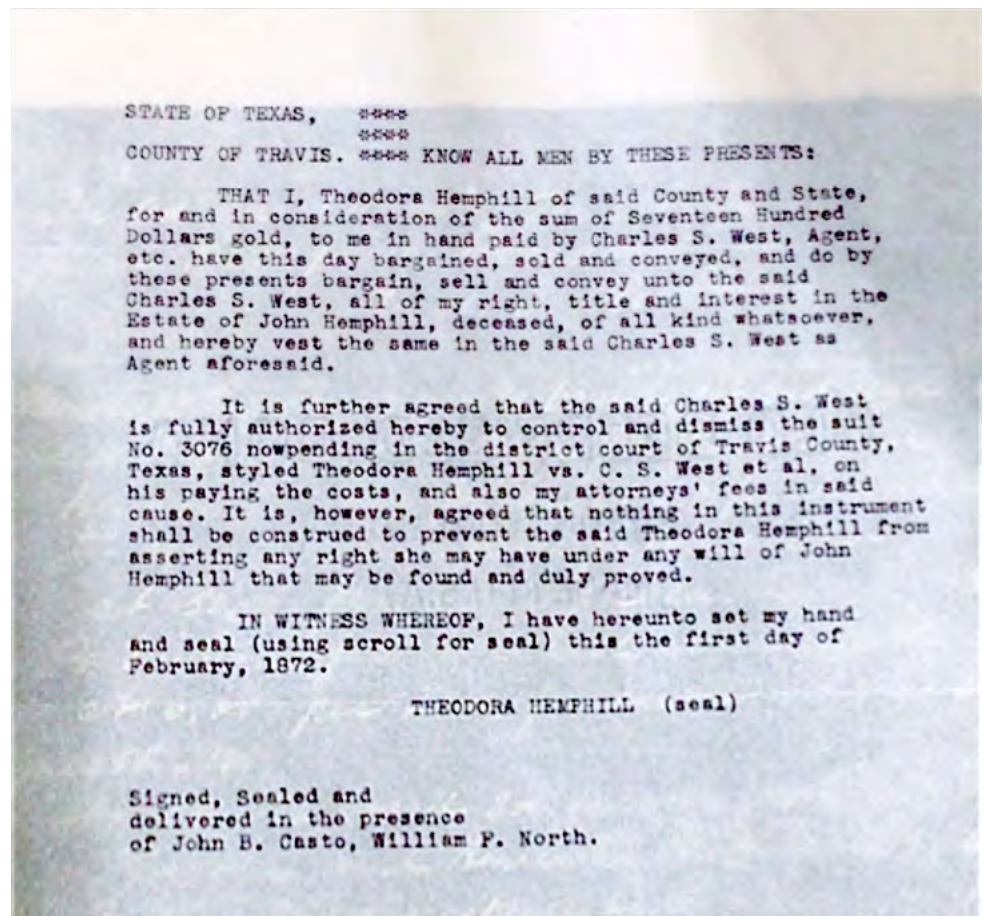 STATE OF TEXAS, ****
****
COUNTY OF TRAVIS. **** KNOW ALL MEN BY THESE PRESENTS:
THAT I, Theodora Hemphill of said County and State,
for and in consideration of the sum of Seventeen Hundred
Dollars gold, to me in hand paid by Charles S. West, Agent,
etc. have this day bargained, sold and conveyed, and do by
these presents bargain, sell and convey unto the said
Charles S. West, all of my right, title and interest in the
Estate of John Hemphill, deceased, of all kind whatsoever,
and hereby vest the same in the said Charles S. West as
Agent aforesaid.
It is further agreed that the said Charles S. West
is fully authorized hereby to control and dismiss the suit
No. 3076 nowpending in the district court of Travis County,
Texas, styled Theodora Hemphill vs. C. S. West et al. on
his paying the costs, and also my attorneys' fees in said
cause. It is, however, agreed that nothing in this instrument
shall be construed to prevent the said Theodora Hemphill from
asserting any right she may have under any will of John
Hemphill that may be found and duly proved.
IN WITNESS WHEREOF, I have hereunto set my hand
and seal (using scroll for seal) this the first day of
February, 1872.
THEODORA HEMPHILL (seal)
Signed, Sealed and
delivered in the presence
of John B. Casto, William F. North.